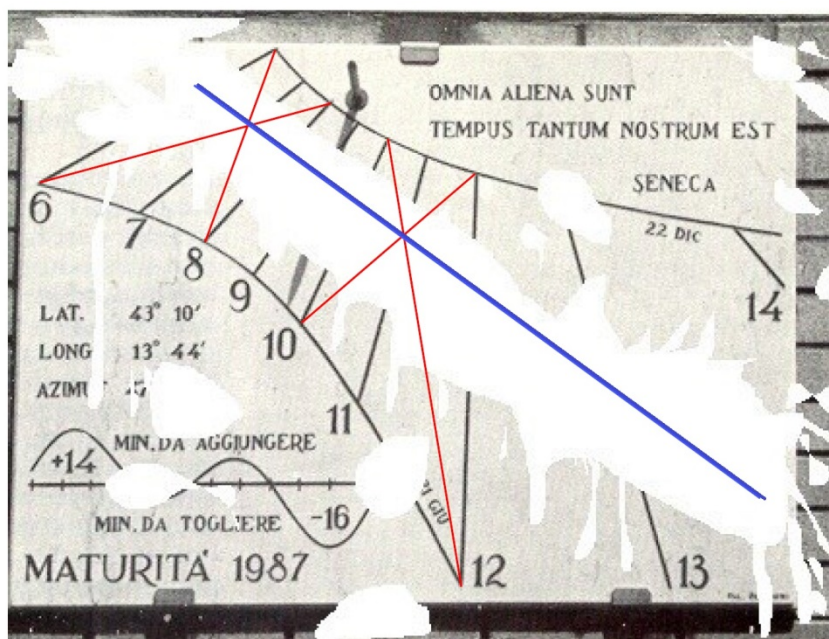 OMNIA ALIENA SUNT
TEMPUS TANTUM NOSTRUM EST
SENECA
22 DIC
6
7
8
9
10
11
12
13
14
LAT. 43° 10'
LONG 13° 44'
MIN. DA AGGIUNGERE
+14
MIN. DA TOGLIERE
-16
GIU
MATURITÀ 1987